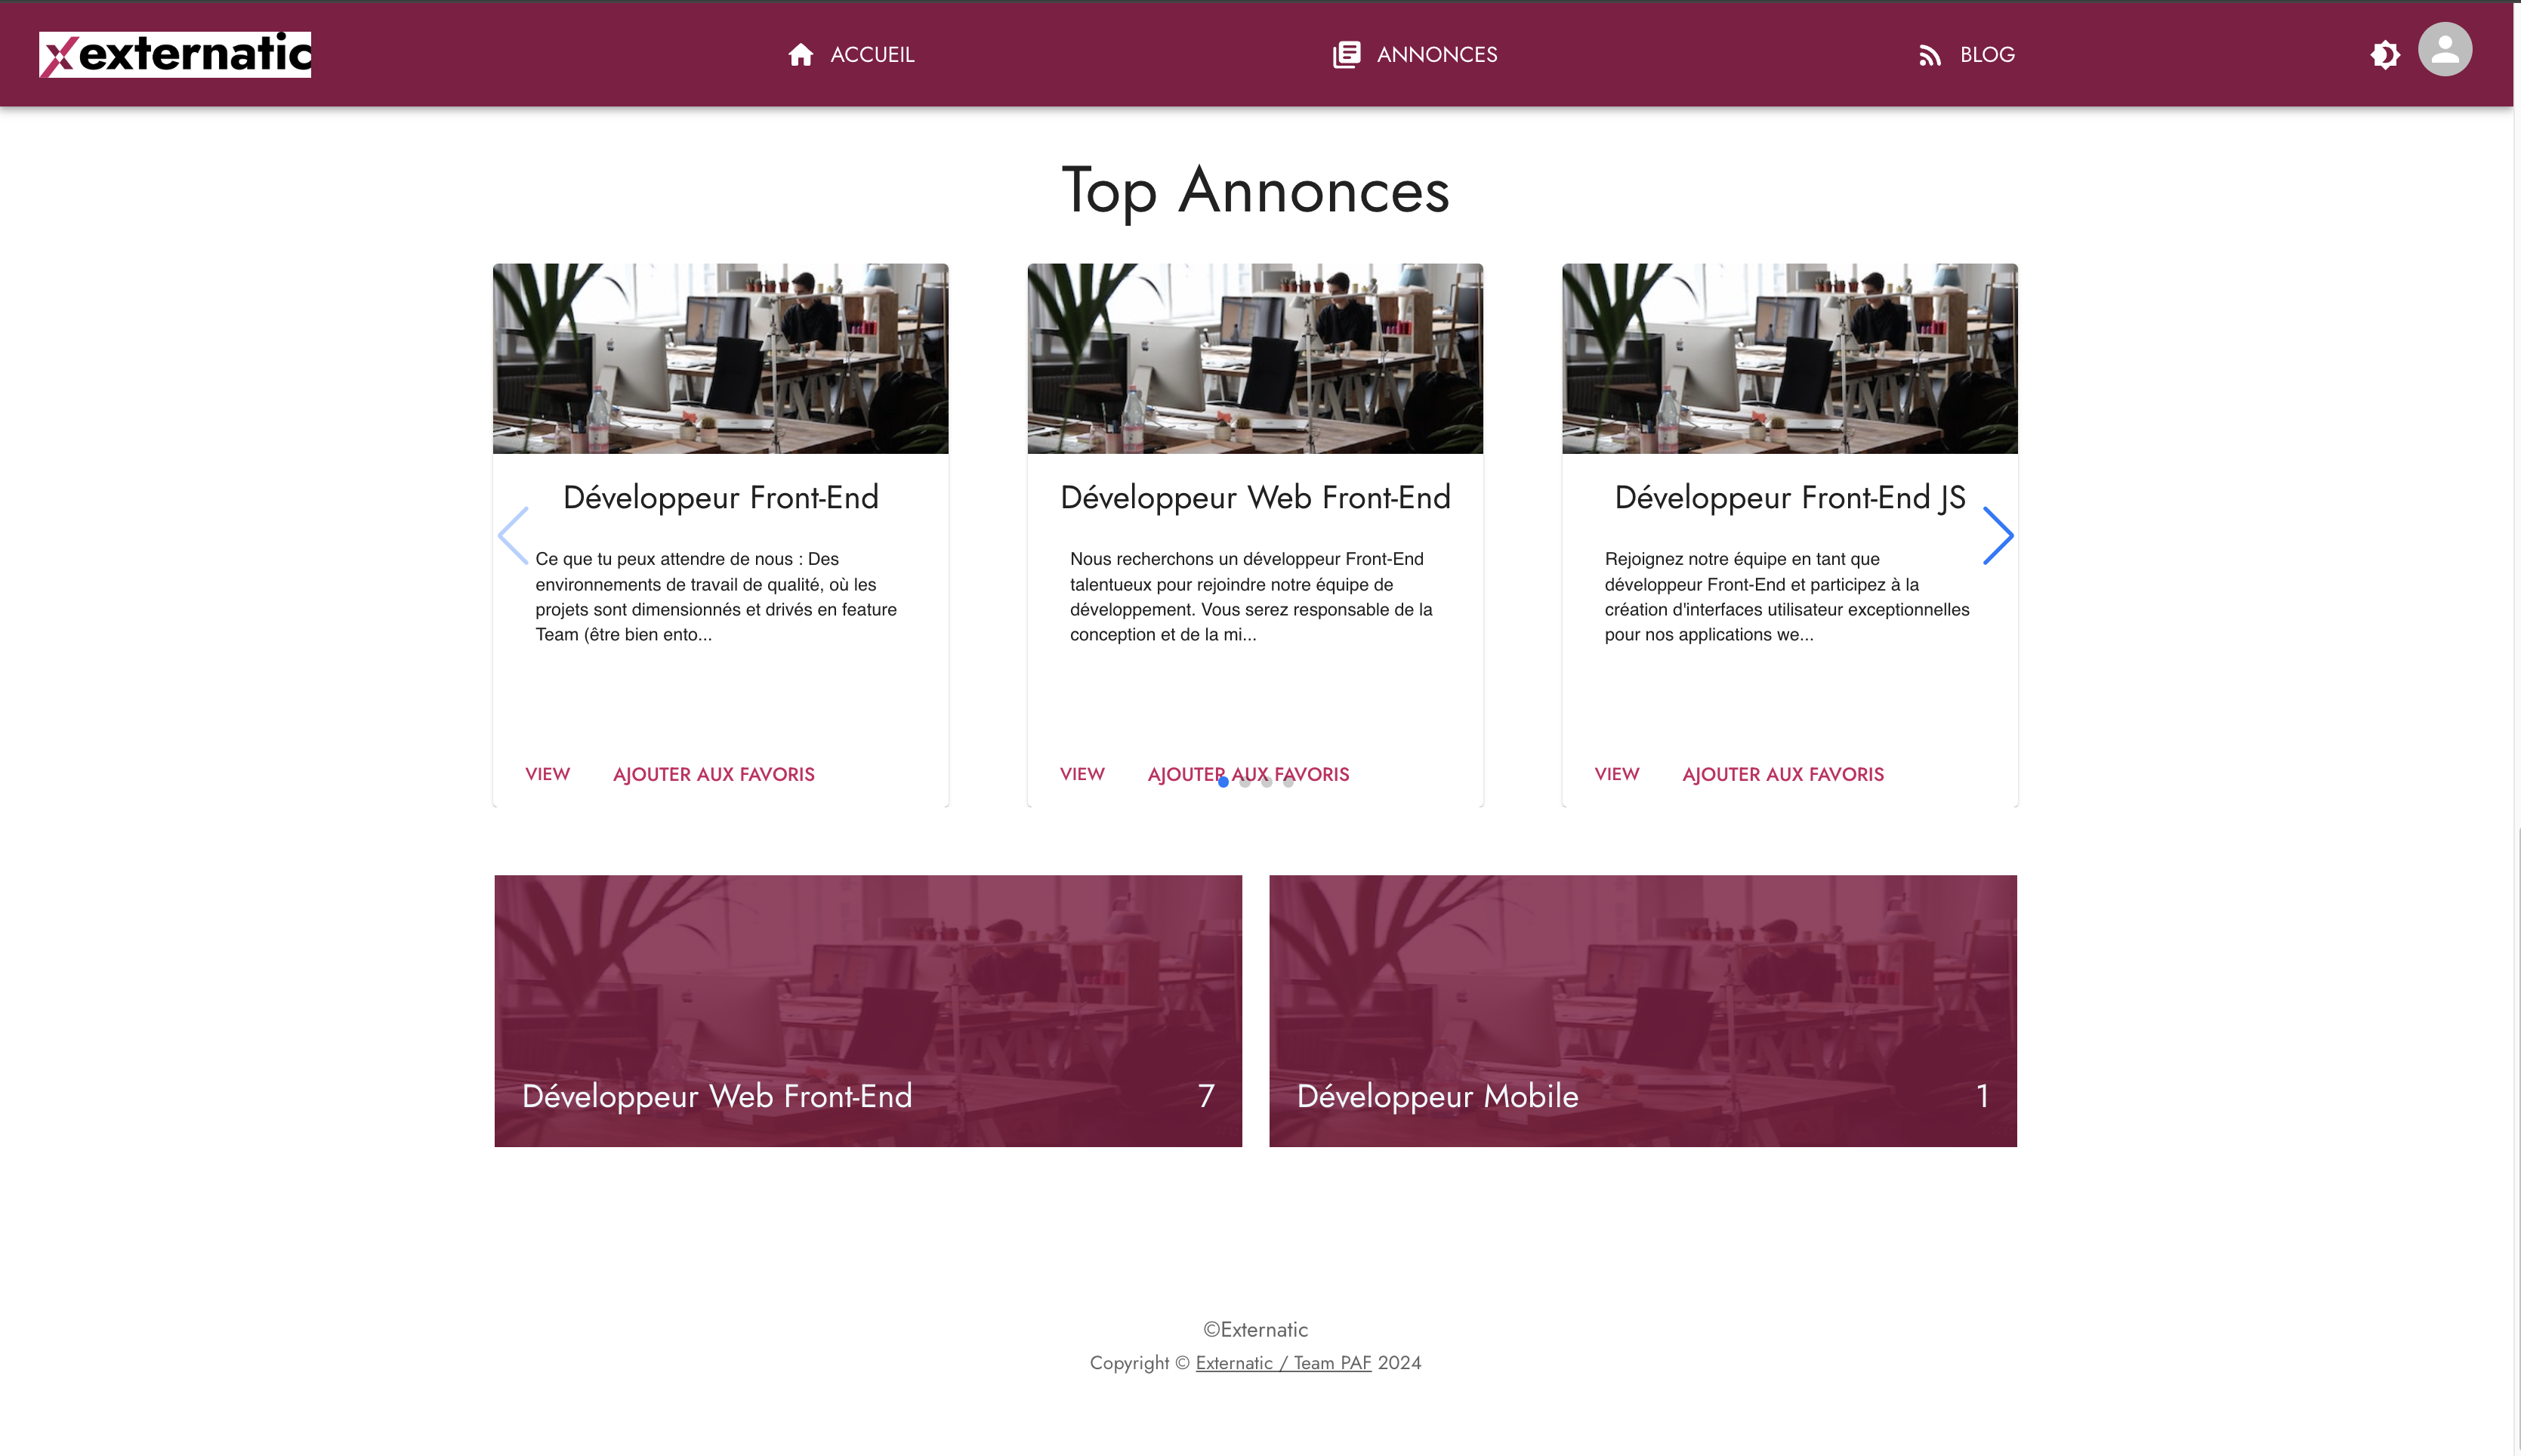 externatic
ACCUEIL
ANNONCES
BLOG
Top Annonces
Développeur Front-End
Ce que tu peux attendre de nous : Des
environnements de travail de qualité, où les
projets sont dimensionnés et drivés en feature
Team (être bien ento...
VIEW
AJOUTER AUX FAVORIS
Développeur Web Front-End
Nous recherchons un développeur Front-End
talentueux pour rejoindre notre équipe de
développement. Vous serez responsable de la
conception et de la mi...
VIEW
AJOUTER AUX FAVORIS
Développeur Front-End JS
Rejoignez notre équipe en tant que
développeur Front-End et participez à la
création d'interfaces utilisateur exceptionnelles
pour nos applications we...
VIEW
AJOUTER AUX FAVORIS
Développeur Web Front-End
7
Développeur Mobile
1
©Externatic
Copyright © Externatic / Team PAF 2024